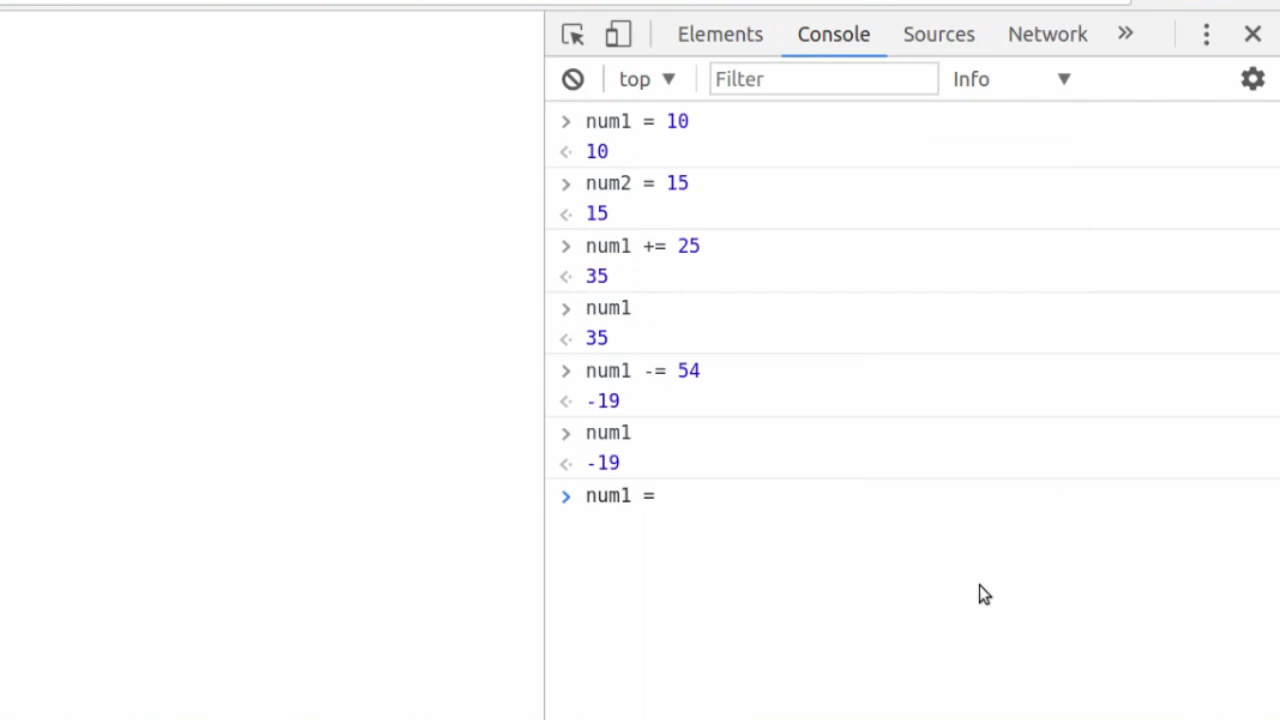 Elements Console Sources Network »
top ▼ Filter Info ▼
> num1 = 10
<· 10
> num2 = 15
<· 15
> num1 += 25
<· 35
> num1
<· 35
> num1 -= 54
<· -19
> num1
<· -19
> num1 =